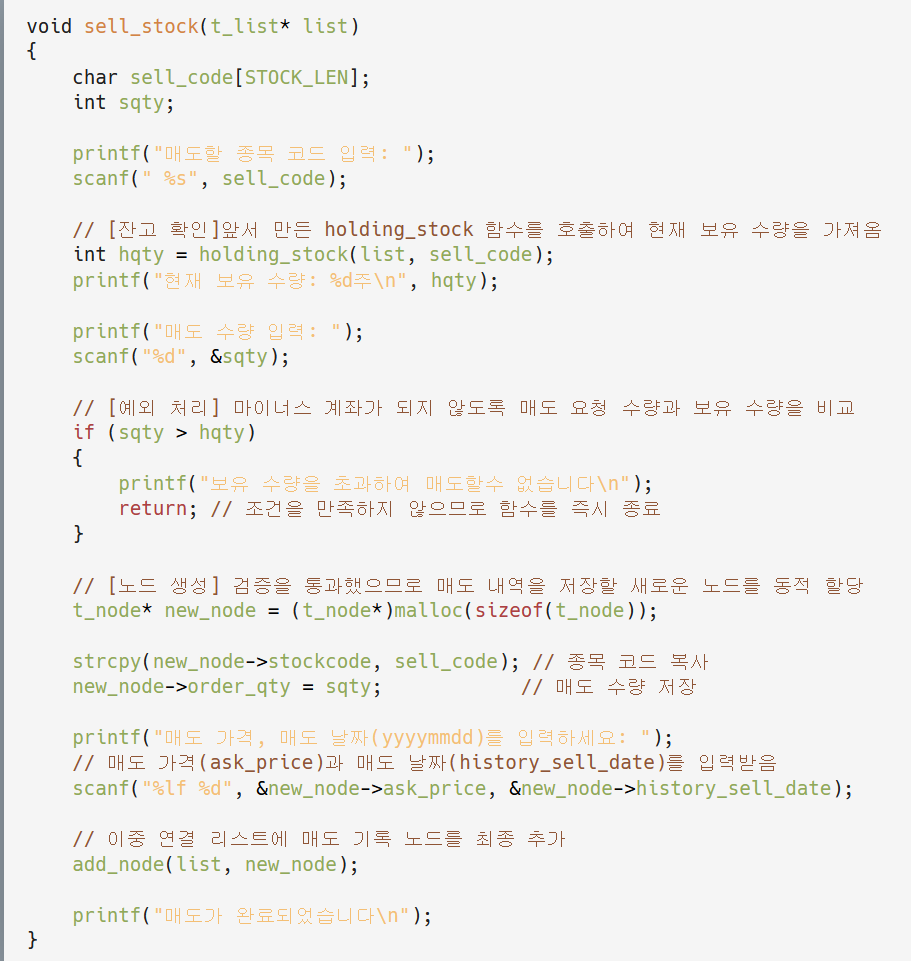 void sell_stock(t_list* list)
{
    char sell_code[STOCK_LEN];
    int sqty;

    printf("매도할 종목 코드 입력: ");
    scanf(" %s", sell_code);

    // [잔고 확인]앞서 만든 holding_stock 함수를 호출하여 현재 보유 수량을 가져옴
    int hqty = holding_stock(list, sell_code);
    printf("현재 보유 수량: %d주\n", hqty);

    printf("매도 수량 입력: ");
    scanf("%d", &sqty);

    // [예외 처리] 마이너스 계좌가 되지 않도록 매도 요청 수량과 보유 수량을 비교
    if (sqty > hqty)
    {
        printf("보유 수량을 초과하여 매도할수 없습니다\n");
        return; // 조건을 만족하지 않으므로 함수를 즉시 종료
    }

    // [노드 생성] 검증을 통과했으므로 매도 내역을 저장할 새로운 노드를 동적 할당
    t_node* new_node = (t_node*)malloc(sizeof(t_node));

    strcpy(new_node->stockcode, sell_code); // 종목 코드 복사
    new_node->order_qty = sqty;            // 매도 수량 저장

    printf("매도 가격, 매도 날짜(yyyymmdd)를 입력하세요: ");
    // 매도 가격(ask_price)과 매도 날짜(history_sell_date)를 입력받음
    scanf("%lf %d", &new_node->ask_price, &new_node->history_sell_date);

    // 이중 연결 리스트에 매도 기록 노드를 최종 추가
    add_node(list, new_node);

    printf("매도가 완료되었습니다\n");
}